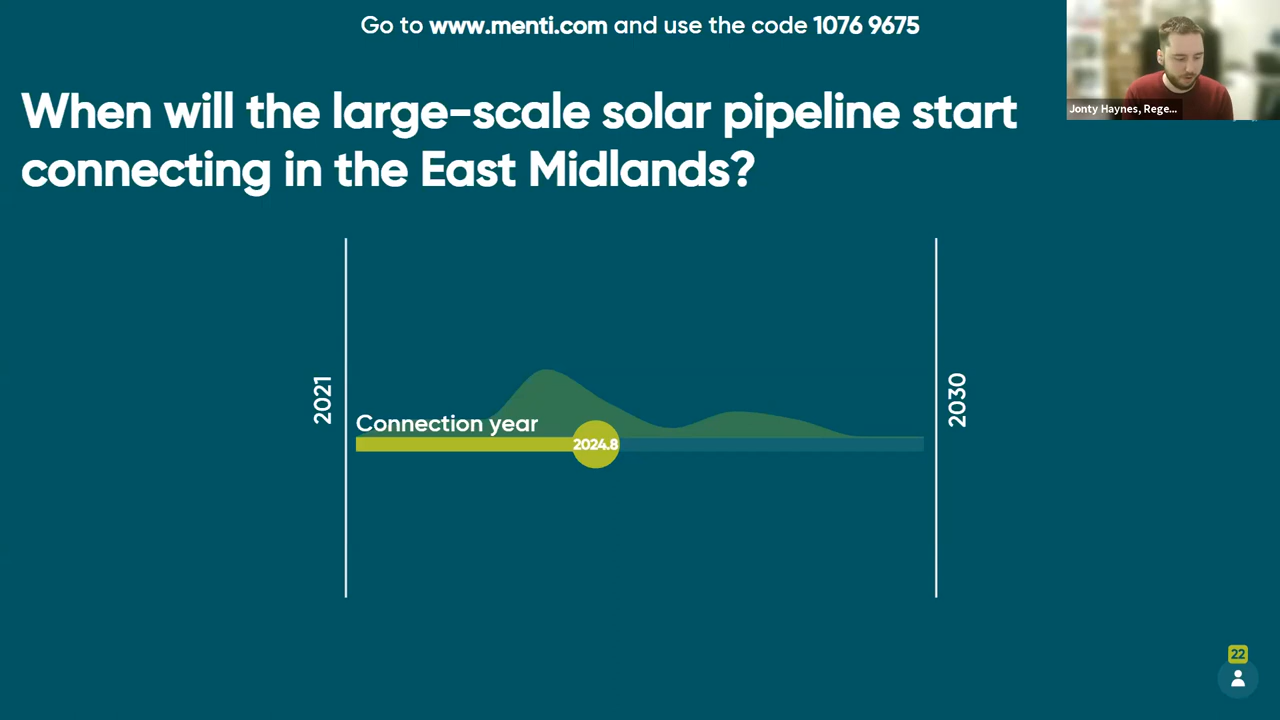 Go to www.menti.com and use the code 1076 9675
Jonty Haynes, Rege...
When will the large-scale solar pipeline start
connecting in the East Midlands?
2021
Connection year
2024.8
2030
22